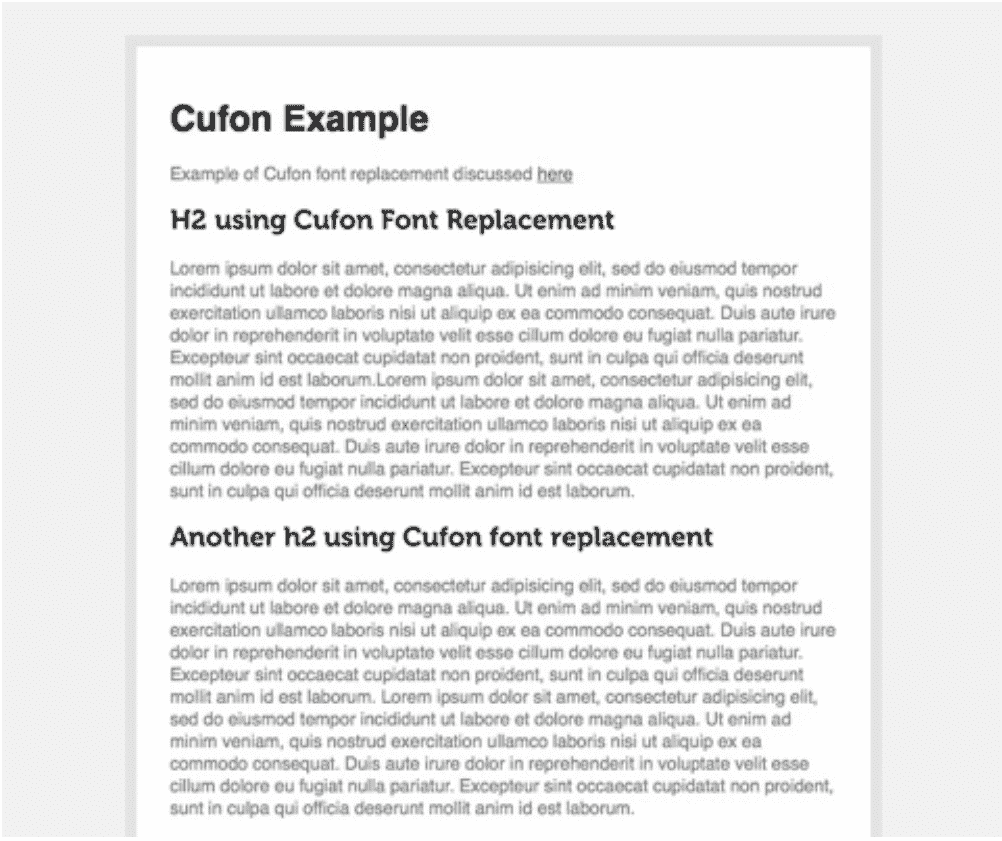 Cufon Example
Example of Cufon font replacement discussed here
H2 using Cufon Font Replacement
Lorem ipsum dolor sit amet, consectetur adipisicing elit, sed do eiusmod tempor
incididunt ut labore et dolore magna aliqua. Ut enim ad minim veniam, quis nostrud
exercitation ullamco laboris nisi ut aliquip ex ea commodo consequat. Duis aute irure
dolor in reprehenderit in voluptate velit esse cillum dolore eu fugiat nulla pariatur.
Excepteur sint occaecat cupidatat non proident, sunt in culpa qui officia deserunt
mollit anim id est laborum.Lorem ipsum dolor sit amet, consectetur adipisicing elit,
sed do eiusmod tempor incididunt ut labore et dolore magna aliqua. Ut enim ad
minim veniam, quis nostrud exercitation ullamco laboris nisi ut aliquip ex ea
commodo consequat. Duis aute irure dolor in reprehenderit in voluptate velit esse
cillum dolore eu fugiat nulla pariatur. Excepteur sint occaecat cupidatat non proident,
sunt in culpa qui officia deserunt mollit anim id est laborum.
Another h2 using Cufon font replacement
Lorem ipsum dolor sit amet, consectetur adipisicing elit, sed do eiusmod tempor
incididunt ut labore et dolore magna aliqua. Ut enim ad minim veniam, quis nostrud
exercitation ullamco laboris nisi ut aliquip ex ea commodo consequat. Duis aute irure
dolor in reprehenderit in voluptate velit esse cillum dolore eu fugiat nulla pariatur.
Excepteur sint occaecat cupidatat non proident, sunt in culpa qui officia deserunt
mollit anim id est laborum. Lorem ipsum dolor sit amet, consectetur adipisicing elit,
sed do eiusmod tempor incididunt ut labore et dolore magna aliqua. Ut enim ad
minim veniam, quis nostrud exercitation ullamco laboris nisi ut aliquip ex ea
commodo consequat. Duis aute irure dolor in reprehenderit in voluptate velit esse
cillum dolore eu fugiat nulla pariatur. Excepteur sint occaecat cupidatat non proident,
sunt in culpa qui officia deserunt mollit anim id est laborum.